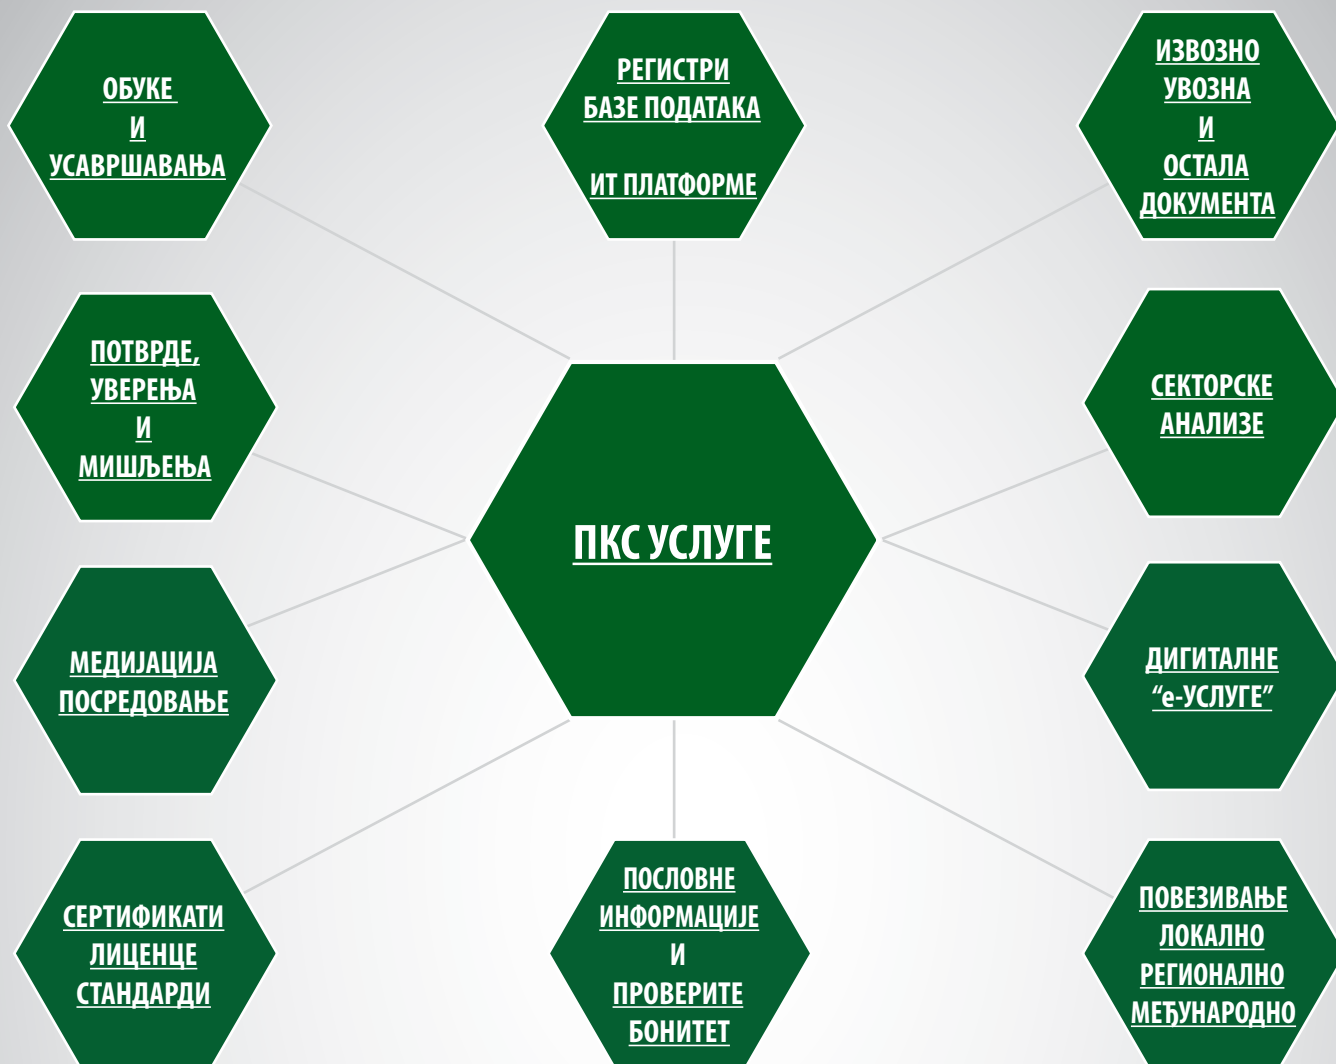 ОБУКЕ
И
УСАВРШАВАЊА
РЕГИСТРИ
БАЗЕ ПОДАТАКА
ИТ ПЛАТФОРМЕ
ИЗВОЗНО
УВОЗНА
И
ОСТАЛА
ДОКУМЕНТА
ПОТВРДЕ,
УВЕРЕЊА
И
МИШЉЕЊА
СЕКТОРСКЕ
АНАЛИЗЕ
ПКС УСЛУГЕ
МЕДИЈАЦИЈА
ПОСРЕДОВАЊЕ
ДИГИТАЛНЕ
“е-УСЛУГЕ”
СЕРТИФИКАТИ
ЛИЦЕНЦЕ
СТАНДАРДИ
ПОСЛОВНЕ
ИНФОРМАЦИЈЕ
И
ПРОВЕРИТЕ
БОНИТЕТ
ПОВЕЗИВАЊЕ
ЛОКАЛНО
РЕГИОНАЛНО
МЕЂУНАРОДНО